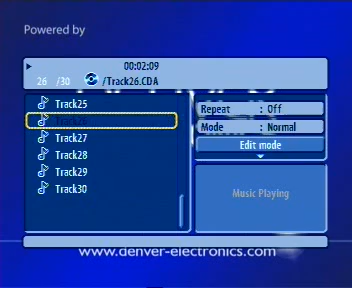 Powered by
00:02:09
26 /30 /Track26.CDA
Track25
Track26
Track27
Track28
Track29
Track30
Repeat : Off
Mode : Normal
Edit mode
Music Playing
www.denver-electronics.com